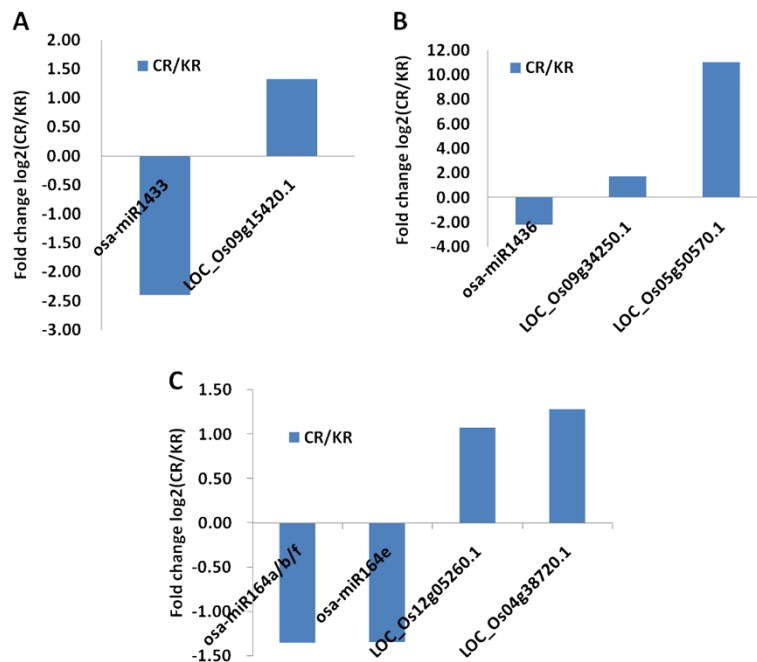 A
2.00
1.50
1.00
0.50
0.00
-0.50
-1.00
-1.50
-2.00
-2.50
-3.00
Fold change log2(CR/KR)
CR/KR
osa-miR1433
LOC_Os09g15420.1
B
12.00
10.00
8.00
6.00
4.00
2.00
0.00
-2.00
-4.00
Fold change log2(CR/KR)
CR/KR
osa-miR1436
LOC_Os09g34250.1
LOC_Os05g50570.1
C
1.50
1.00
0.50
0.00
-0.50
-1.00
-1.50
Fold change log2(CR/KR)
CR/KR
osa-miR164a/b/f
osa-miR164e
LOC_Os12g05260.1
LOC_Os04g38720.1